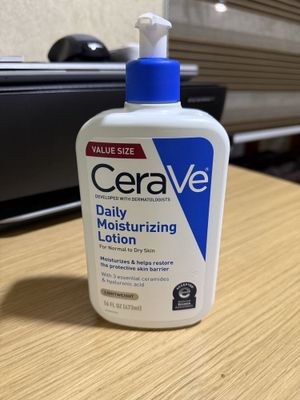 VALUE SIZE
CeraVe
DEVELOPED WITH DERMATOLOGISTS
Daily
Moisturizing
Lotion
For Normal to Dry Skin
Moisturizes & helps restore
the protective skin barrier
With 3 essential ceramides
& hyaluronic acid
LIGHTWEIGHT
16 FL OZ (473ml)